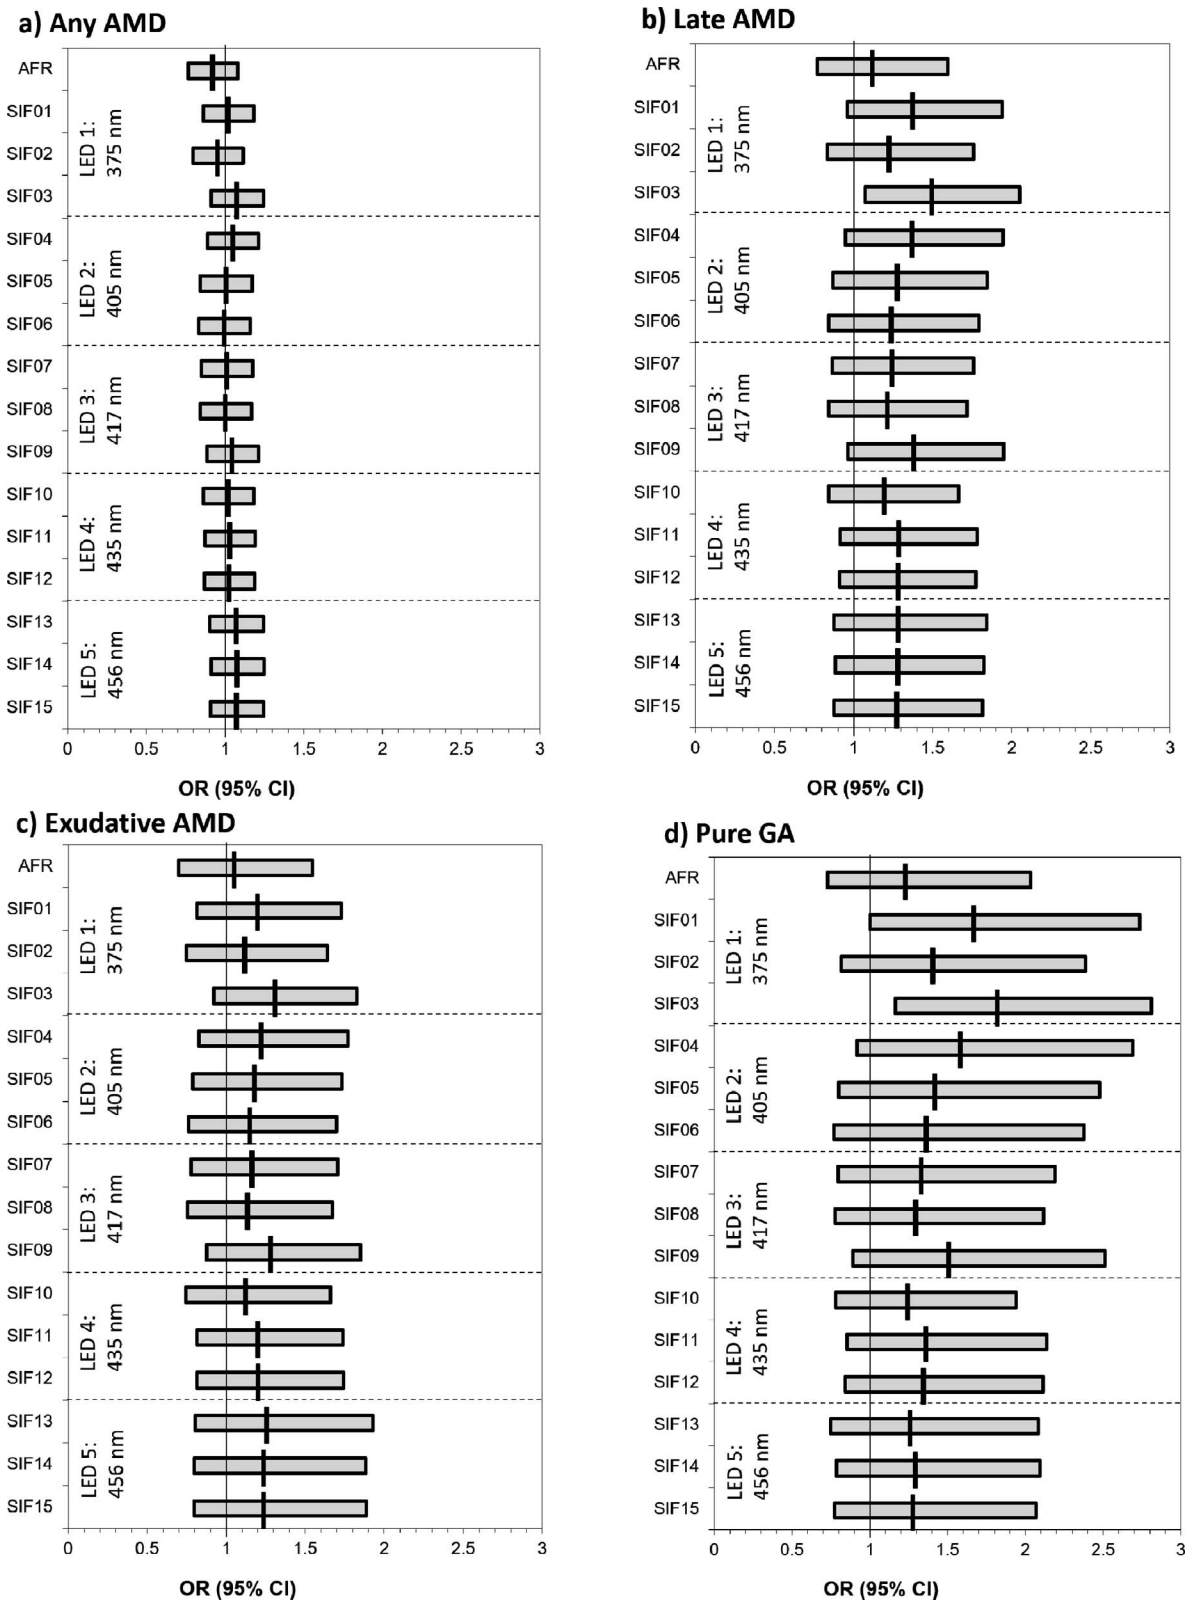 a) Any AMD
AFR
SIF01
SIF02
SIF03
SIF04
SIF05
SIF06
SIF07
SIF08
SIF09
SIF10
SIF11
SIF12
SIF13
SIF14
SIF15
LED 1:
375 nm
LED 2:
405 nm
LED 3:
417 nm
LED 4:
435 nm
LED 5:
456 nm
0 0.5 1 1.5 2 2.5 3
OR (95% CI)
b) Late AMD
AFR
SIF01
SIF02
SIF03
SIF04
SIF05
SIF06
SIF07
SIF08
SIF09
SIF10
SIF11
SIF12
SIF13
SIF14
SIF15
LED 1:
375 nm
LED 2:
405 nm
LED 3:
417 nm
LED 4:
435 nm
LED 5:
456 nm
0 0.5 1 1.5 2 2.5 3
OR (95% CI)
c) Exudative AMD
AFR
SIF01
SIF02
SIF03
SIF04
SIF05
SIF06
SIF07
SIF08
SIF09
SIF10
SIF11
SIF12
SIF13
SIF14
SIF15
LED 1:
375 nm
LED 2:
405 nm
LED 3:
417 nm
LED 4:
435 nm
LED 5:
456 nm
0 0.5 1 1.5 2 2.5 3
OR (95% CI)
d) Pure GA
AFR
SIF01
SIF02
SIF03
SIF04
SIF05
SIF06
SIF07
SIF08
SIF09
SIF10
SIF11
SIF12
SIF13
SIF14
SIF15
LED 1:
375 nm
LED 2:
405 nm
LED 3:
417 nm
LED 4:
435 nm
LED 5:
456 nm
0 0.5 1 1.5 2 2.5 3
OR (95% CI)